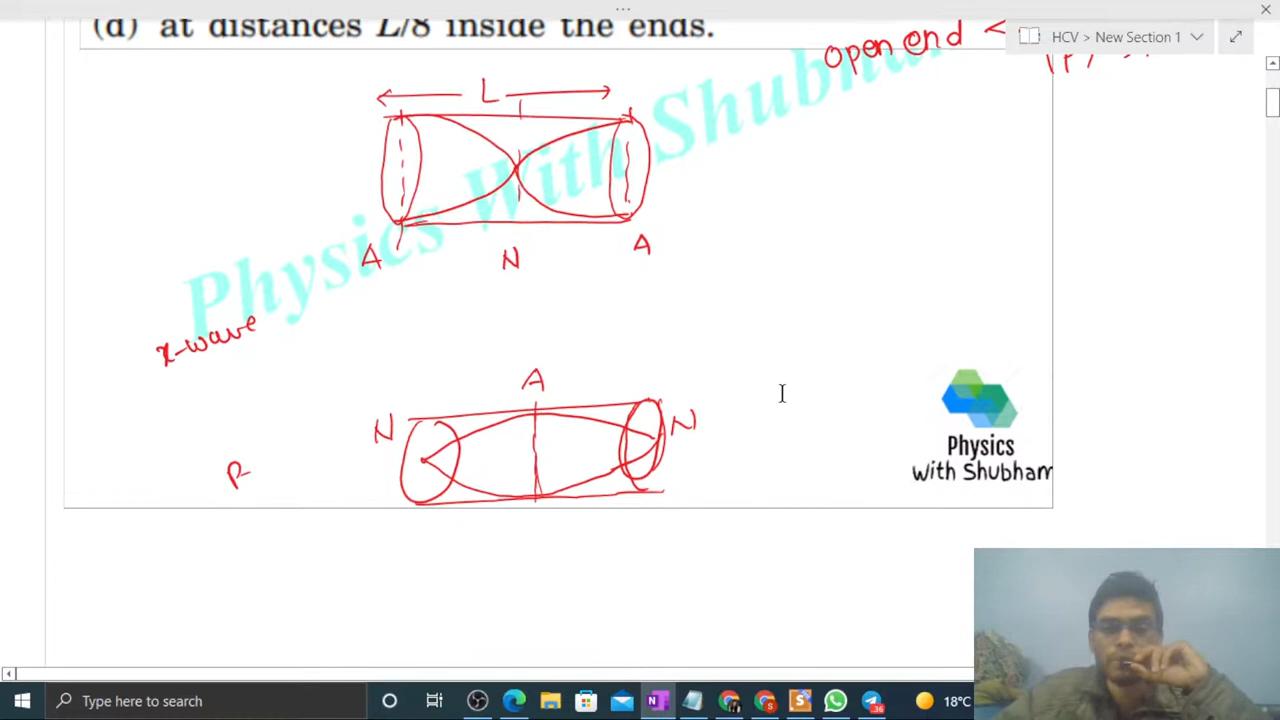 (d) at distances L/8 inside the ends.
open end <
HCV > New Section 1
L
A N A
Physics With Shubham
x-wave
A
N N
P-
Physics
With Shubham
Type here to search
36
18°C